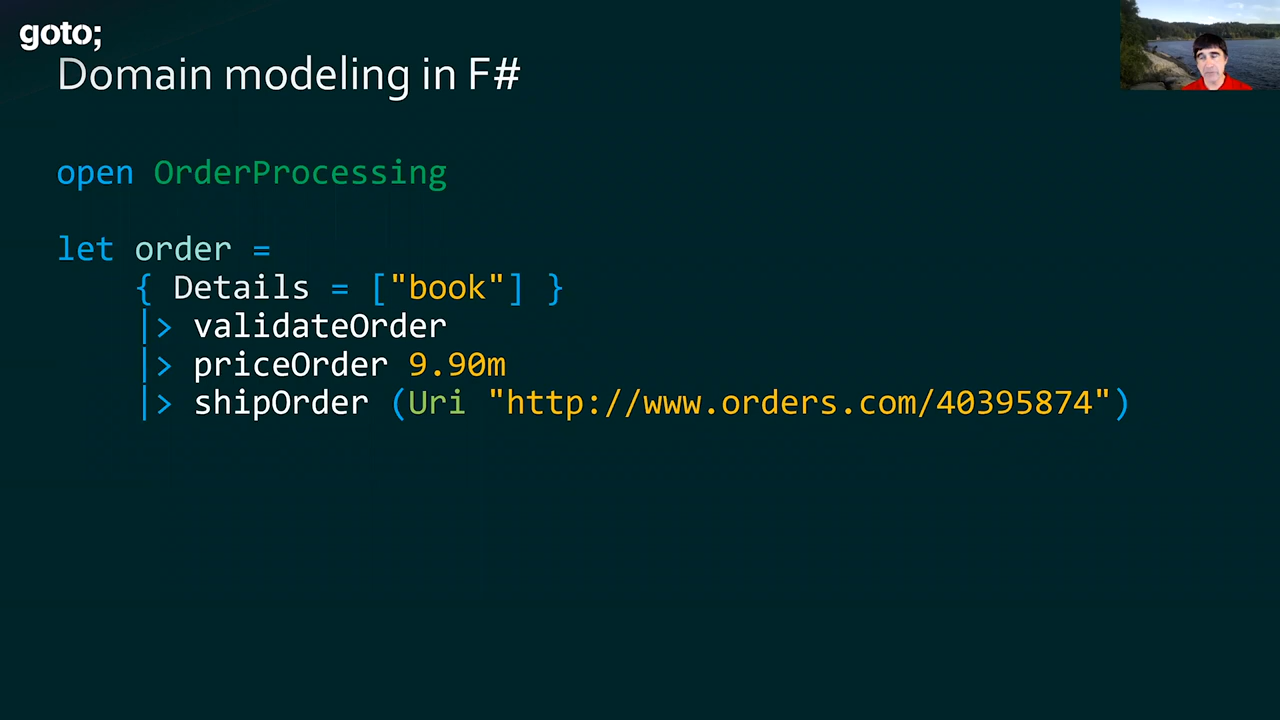 goto;
Domain modeling in F#
open OrderProcessing
let order =
    { Details = ["book"] }
    |> validateOrder
    |> priceOrder 9.90m
    |> shipOrder (Uri "http://www.orders.com/40395874")